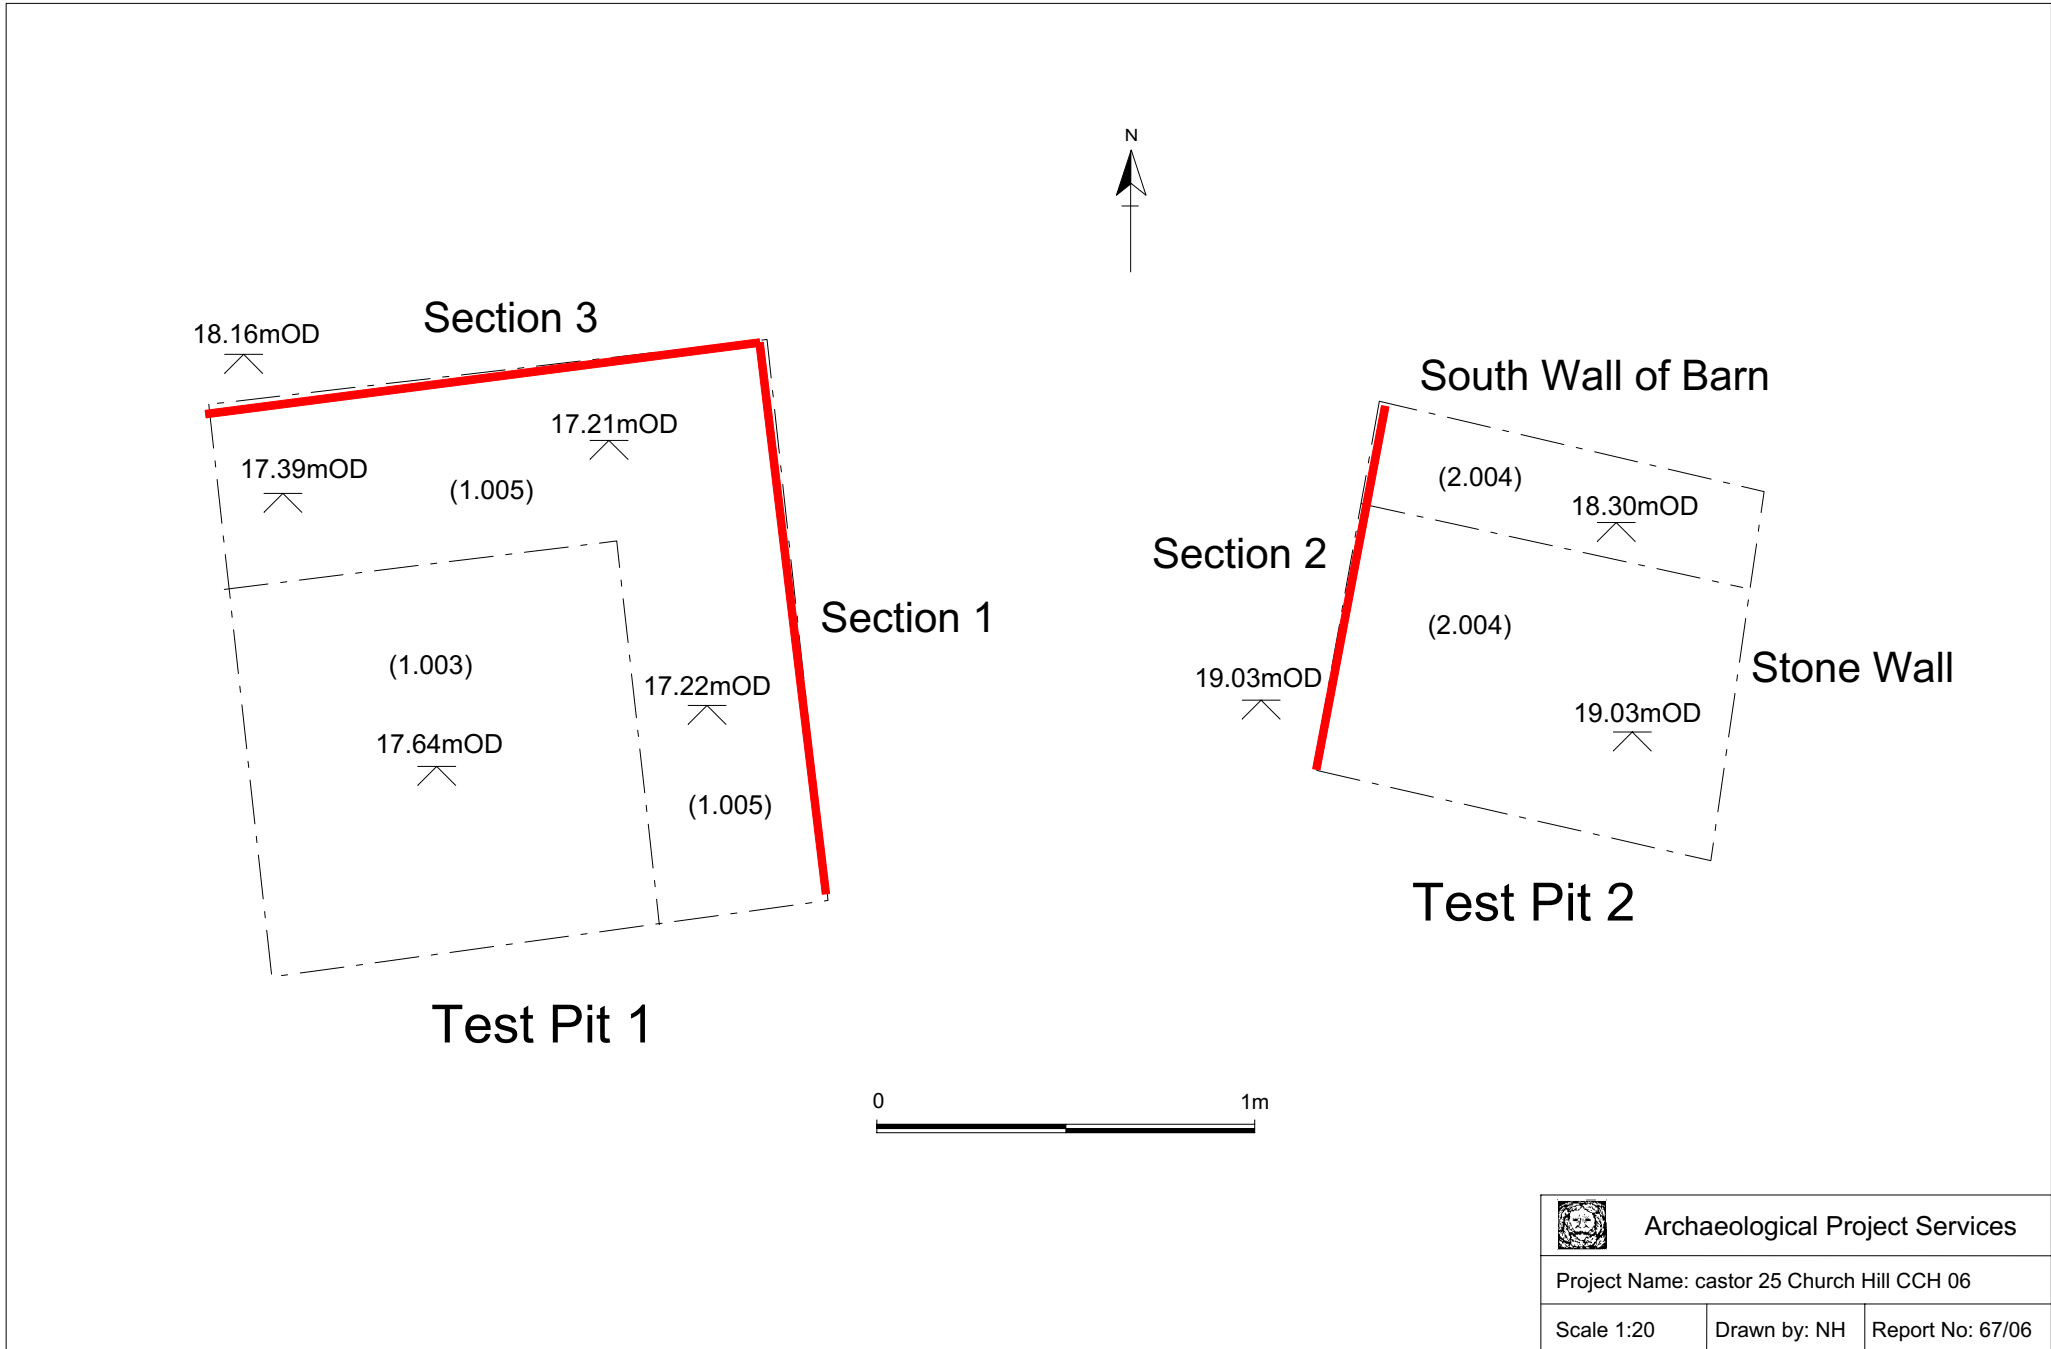 N
Section 3
18.16mOD
17.21mOD
17.39mOD
(1.005)
Section 1
(1.003)
17.22mOD
17.64mOD
(1.005)
Test Pit 1
South Wall of Barn
(2.004)
18.30mOD
Section 2
(2.004)
Stone Wall
19.03mOD
19.03mOD
Test Pit 2
0 1m
Archaeological Project Services
Project Name: castor 25 Church Hill CCH 06
Scale 1:20 Drawn by: NH Report No: 67/06